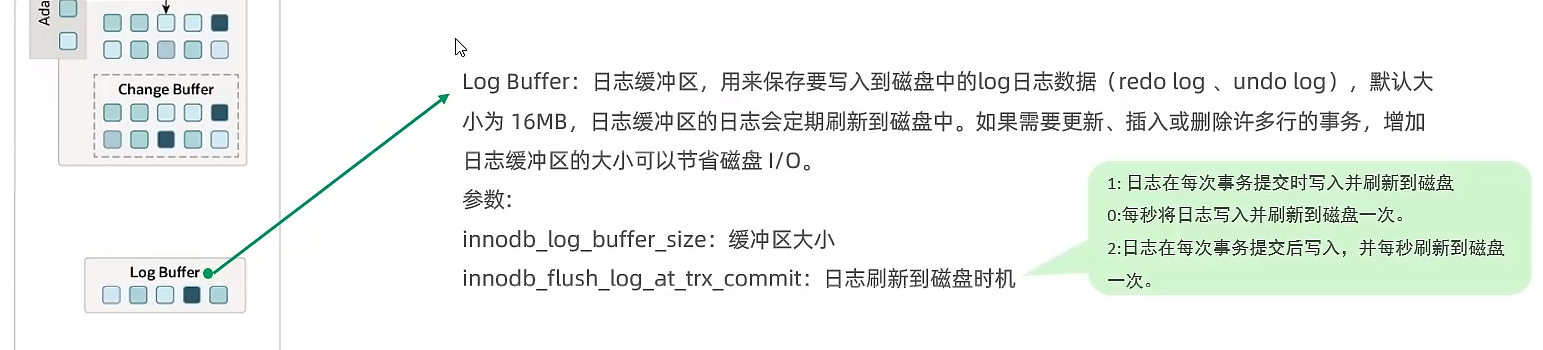 Ada
Change Buffer
Log Buffer
Log Buffer：日志缓冲区，用来保存要写入到磁盘中的log日志数据（redo log 、undo log），默认大
小为 16MB，日志缓冲区的日志会定期刷新到磁盘中。如果需要更新、插入或删除许多行的事务，增加
日志缓冲区的大小可以节省磁盘 I/O。
参数:
innodb_log_buffer_size：缓冲区大小
innodb_flush_log_at_trx_commit：日志刷新到磁盘时机
1: 日志在每次事务提交时写入并刷新到磁盘
0:每秒将日志写入并刷新到磁盘一次。
2:日志在每次事务提交后写入，并每秒刷新到磁盘
一次。